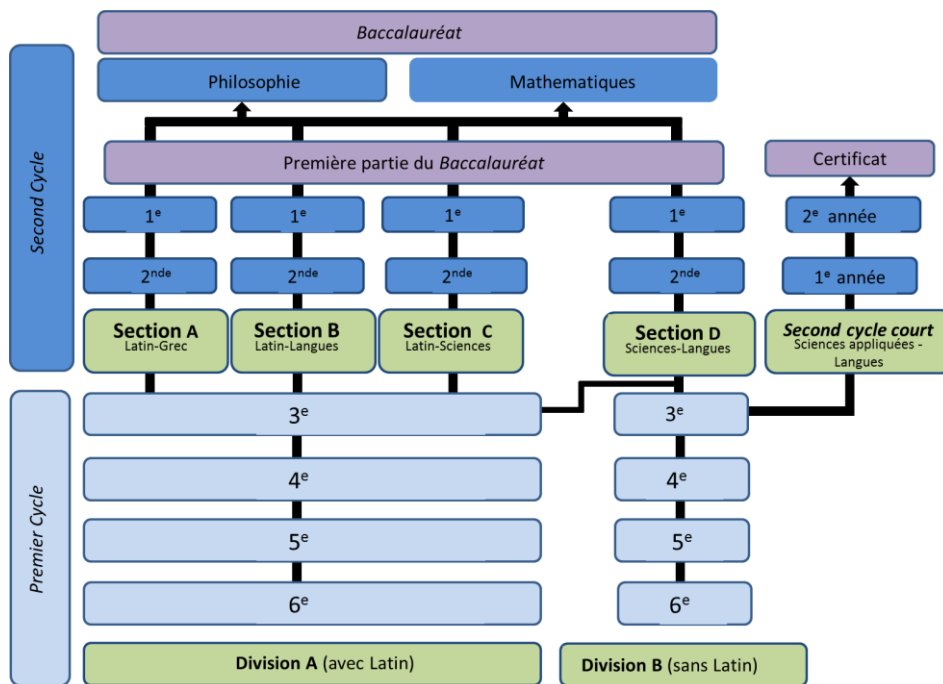 Baccalauréat
Second Cycle
Philosophie
Mathematiques
Première partie du Baccalauréat
Certificat
1e
1e
1e
1e
2e année
2nde
2nde
2nde
2nde
1e année
Section A
Latin-Grec
Section B
Latin-Langues
Section C
Latin-Sciences
Section D
Sciences-Langues
Second cycle court
Sciences appliquées -
Langues
Premier Cycle
3e
3e
4e
4e
5e
5e
6e
6e
Division A (avec Latin)
Division B (sans Latin)